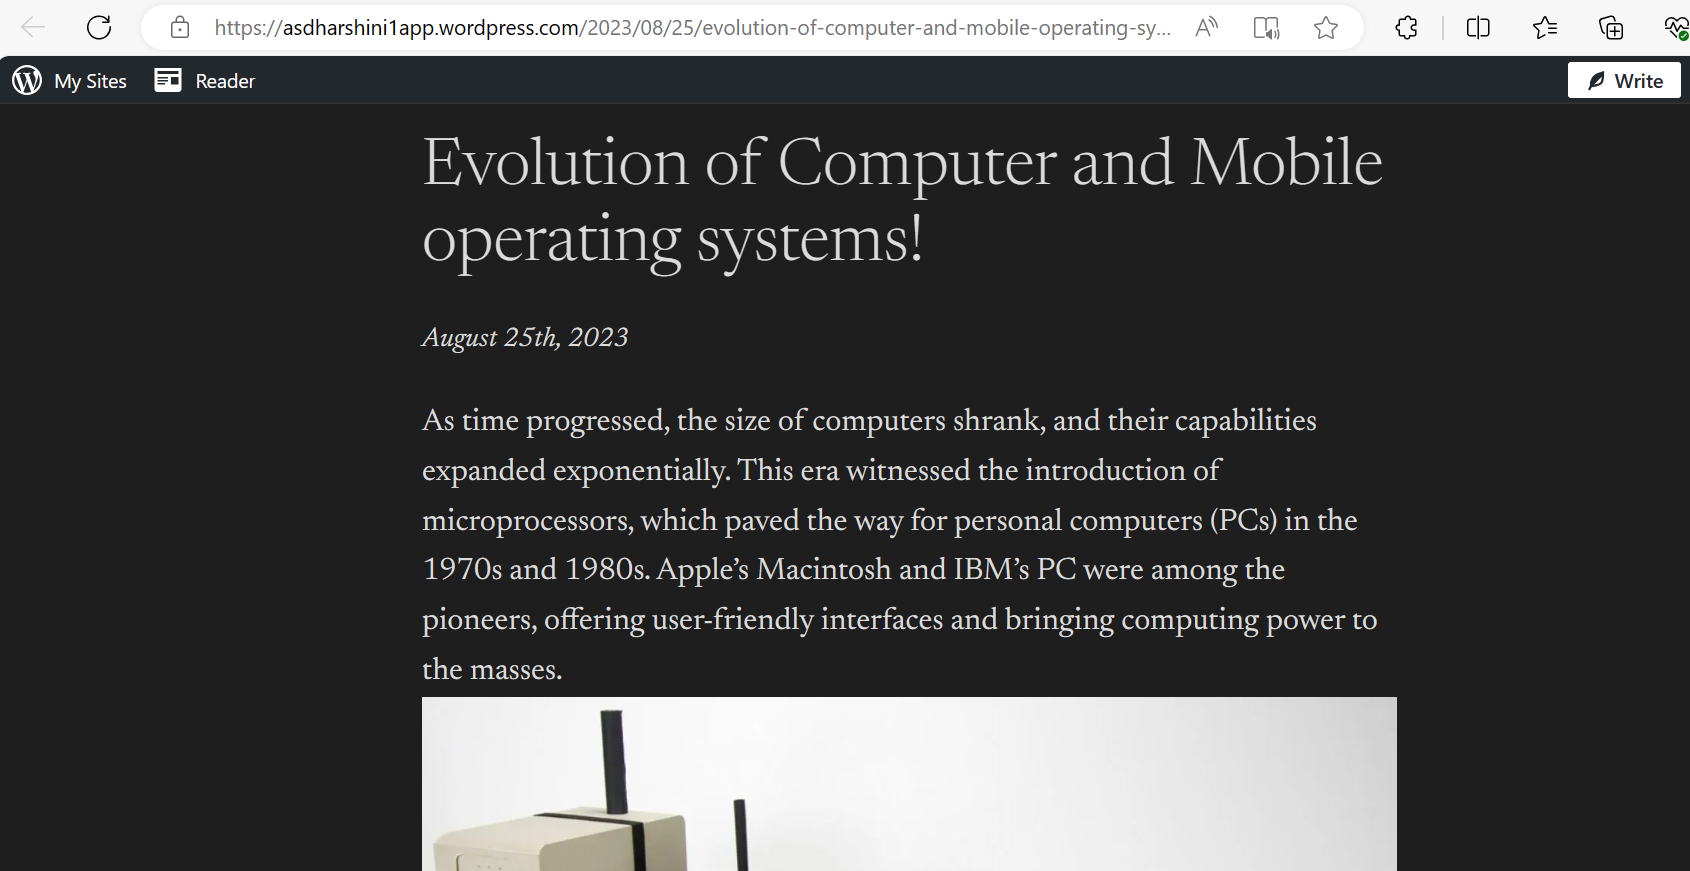 https://asdharshini1app.wordpress.com/2023/08/25/evolution-of-computer-and-mobile-operating-sy...
My Sites
Reader
Write
Evolution of Computer and Mobile
operating systems!
August 25th, 2023
As time progressed, the size of computers shrank, and their capabilities
expanded exponentially. This era witnessed the introduction of
microprocessors, which paved the way for personal computers (PCs) in the
1970s and 1980s. Apple’s Macintosh and IBM’s PC were among the
pioneers, offering user-friendly interfaces and bringing computing power to
the masses.